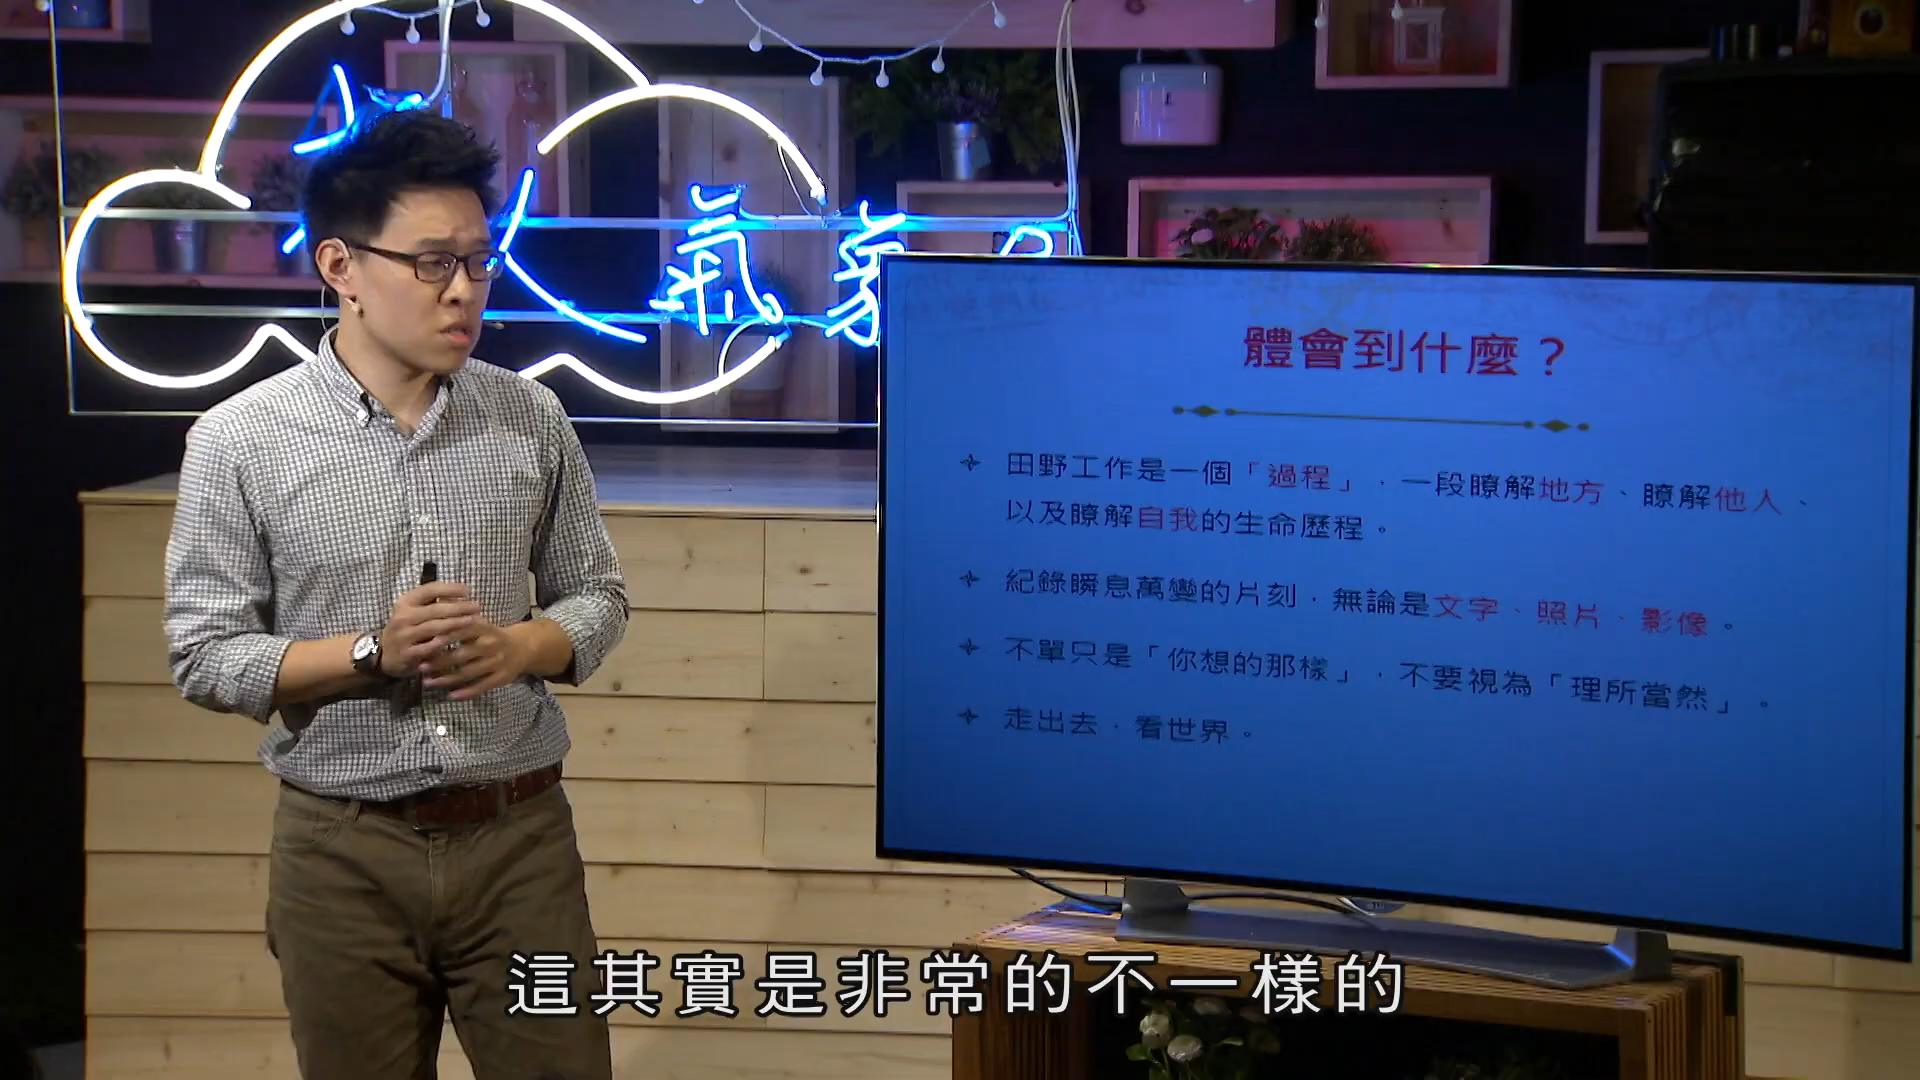 氣象
體會到什麼？
田野工作是一個「過程」，一段瞭解地方、瞭解他人、
以及瞭解自我的生命歷程。
紀錄瞬息萬變的片刻，無論是文字、照片、影像。
不單只是「你想的那樣」，不要視為「理所當然」。
走出去，看世界。
這其實是非常的不一樣的